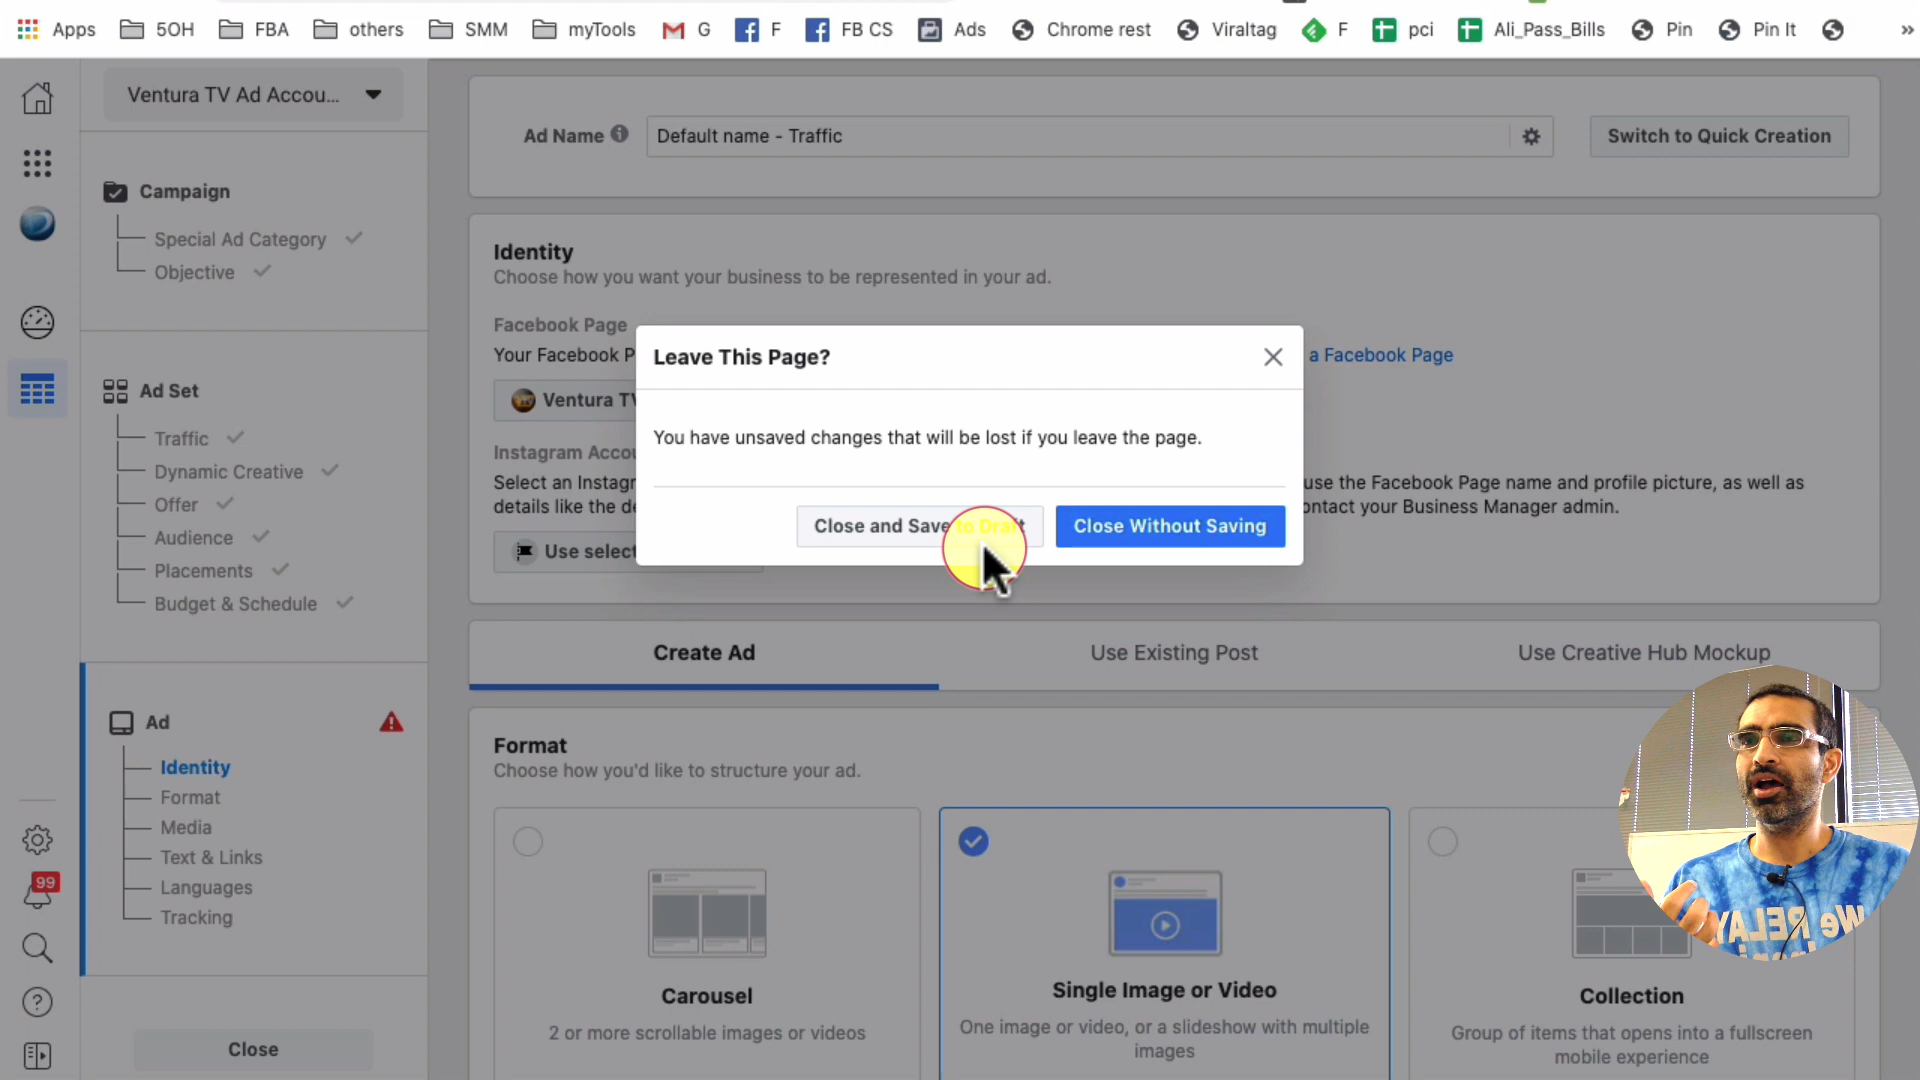 Apps
5OH
FBA
others
SMM
myTools
G
F
FB CS
Ads
Chrome rest
Viraltag
F
pci
Ali_Pass_Bills
Pin
Pin It
»
Ventura TV Ad Accou...
Campaign
Special Ad Category
Objective
Ad Set
Traffic
Dynamic Creative
Offer
Audience
Placements
Budget & Schedule
Ad
Identity
Format
Media
Text & Links
Languages
Tracking
99
Close
Ad Name
Default name - Traffic
Switch to Quick Creation
Identity
Choose how you want your business to be represented in your ad.
Facebook Page
Your Facebook P
a Facebook Page
Ventura TV
Instagram Accou
Select an Instagr
use the Facebook Page name and profile picture, as well as
details like the de
ontact your Business Manager admin.
Use select
Leave This Page?
You have unsaved changes that will be lost if you leave the page.
Close and Save to Draft
Close Without Saving
Create Ad
Use Existing Post
Use Creative Hub Mockup
Format
Choose how you'd like to structure your ad.
Carousel
2 or more scrollable images or videos
Single Image or Video
One image or video, or a slideshow with multiple
images
Collection
Group of items that opens into a fullscreen
mobile experience
We RELAY